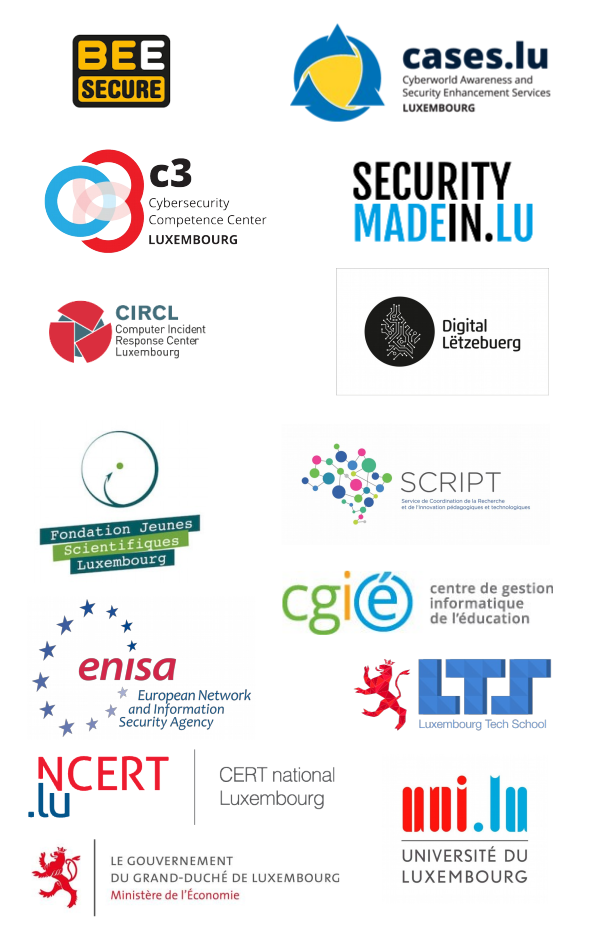 BEE
SECURE
cases.lu
Cyberworld Awareness and
Security Enhancement Services
LUXEMBOURG
c3
Cybersecurity
Competence Center
LUXEMBOURG
SECURITY
MADEIN.LU
CIRCL
Computer Incident
Response Center
Luxembourg
Digital
Lëtzebuerg
Fondation Jeunes
Scientifiques
Luxembourg
SCRIPT
Service de Coordination de la Recherche
et de l'Innovation pédagogiques et technologiques
cgié
centre de gestion
informatique
de l'éducation
enisa
European Network
and Information
Security Agency
LTS
Luxembourg Tech School
NCERT
.lu
CERT national
Luxembourg
uni.lu
UNIVERSITÉ DU
LUXEMBOURG
LE GOUVERNEMENT
DU GRAND-DUCHÉ DE LUXEMBOURG
Ministère de l'Économie